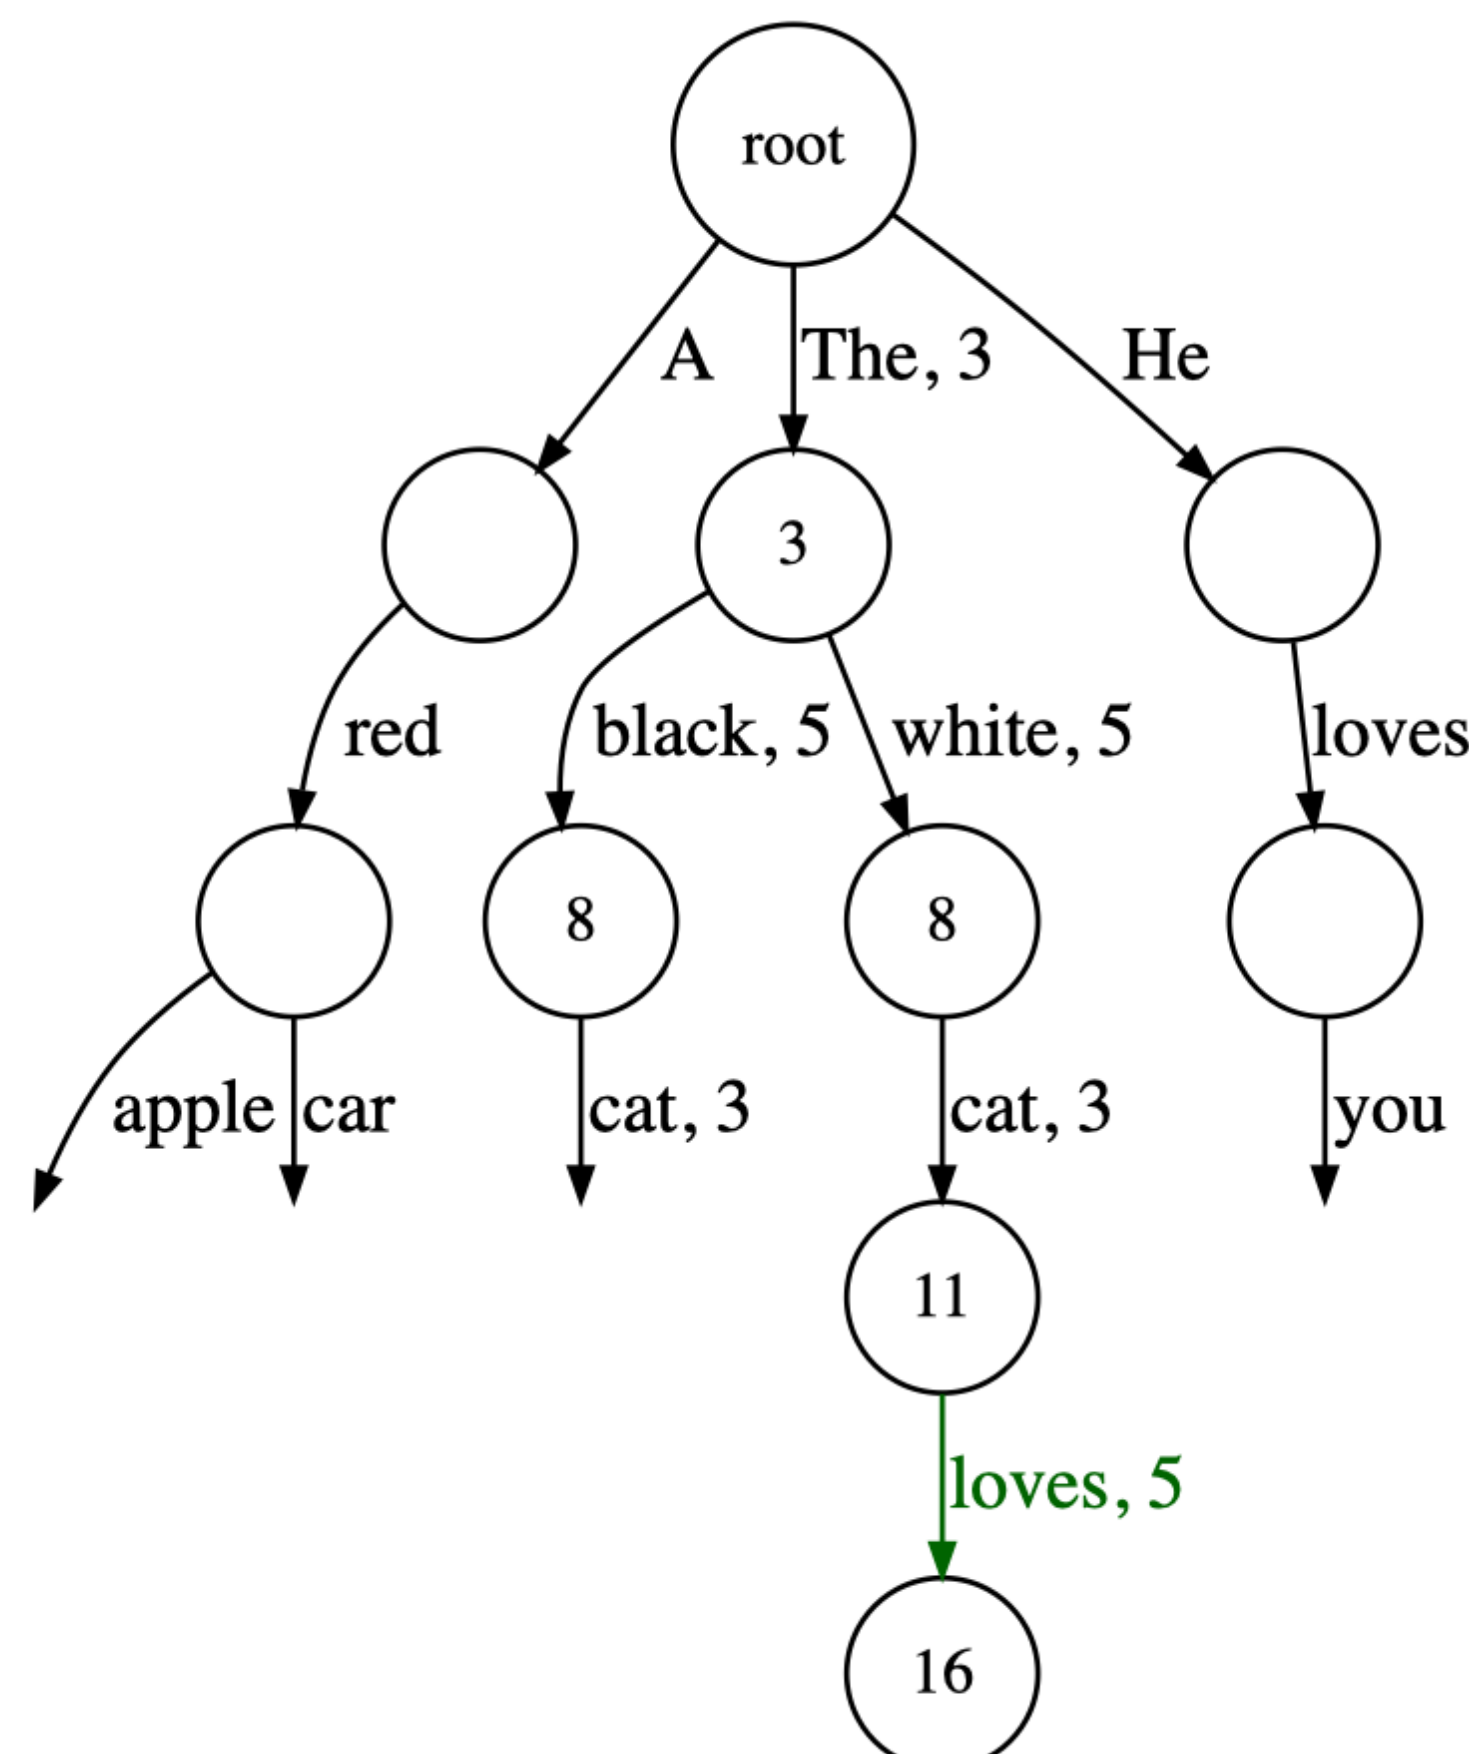 root
A
The, 3
He
3
red
black, 5
white, 5
loves
8
8
apple
car
cat, 3
cat, 3
you
11
loves, 5
16